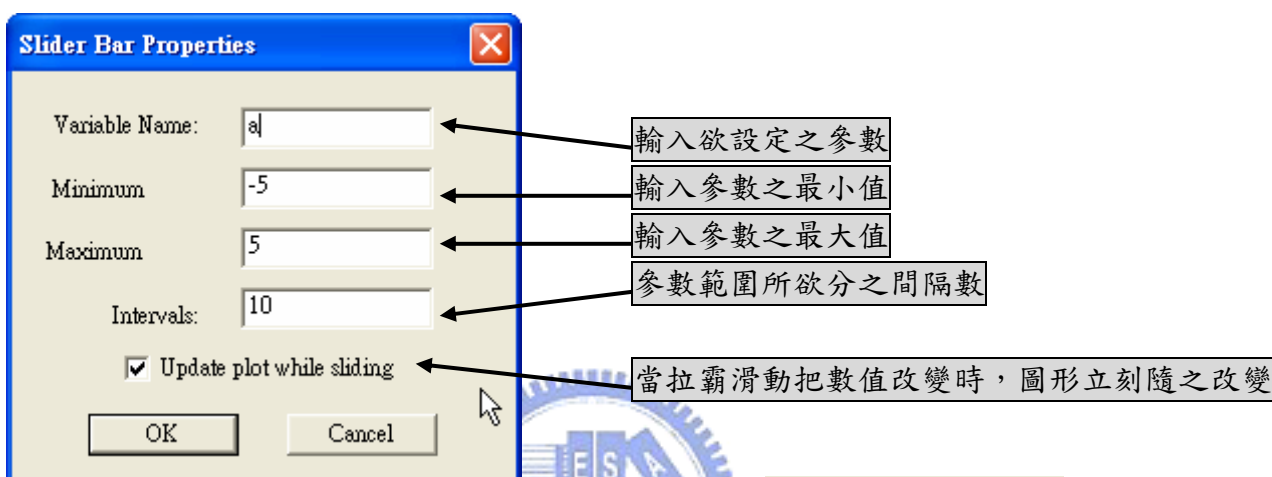 Slider Bar Properties
Variable Name: a
輸入欲設定之參數
Minimum -5
輸入參數之最小值
Maximum 5
輸入參數之最大值
Intervals: 10
參數範圍所欲分之間隔數
Update plot while sliding
當拉霸滑動把數值改變時，圖形立刻隨之改變
OK Cancel
ES